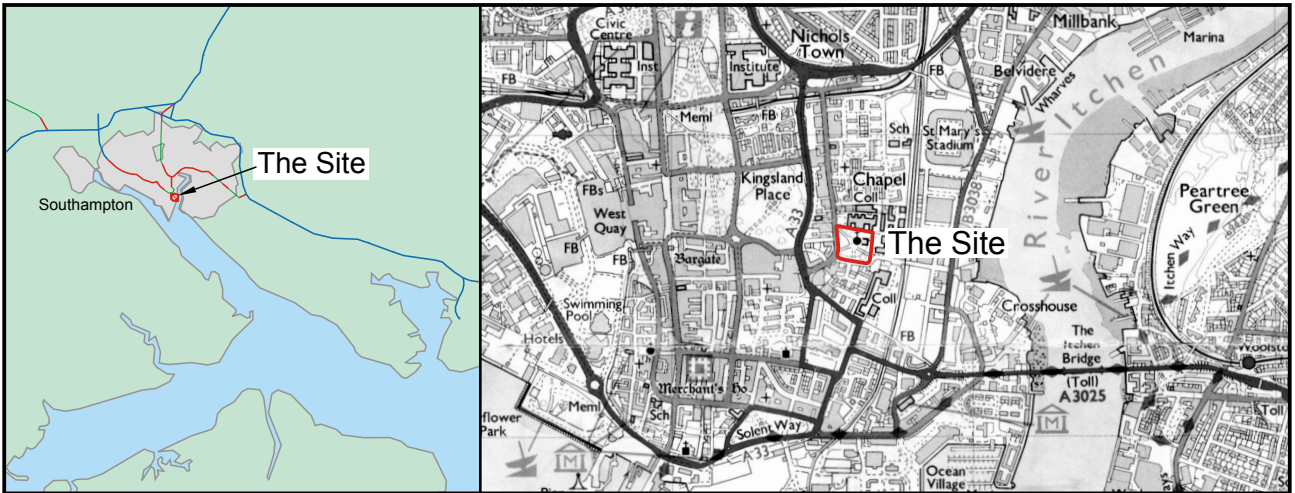 The Site
Southampton
Civic
Centre
Inst
Institute
Nichols
Town
Millbank
Marina
FB
Belvidere
Wharves
River Itchen
Meml
FB
Sch
St Mary's
Stadium
Kingsland
Place
Chapel
Coll
A 33
B3038
Peartree
Green
Itchen Way
FBs
West
Quay
FB
FB
Bargate
The Site
Swimming
Pool
Hotels
Coll
Crosshouse
FB
The
Itchen
Bridge
(Toll)
A 3025
Merchant's Ho
Meml
Sch
Solent Way
A 33
flower
Park
M
M
Toll
Ocean
Village